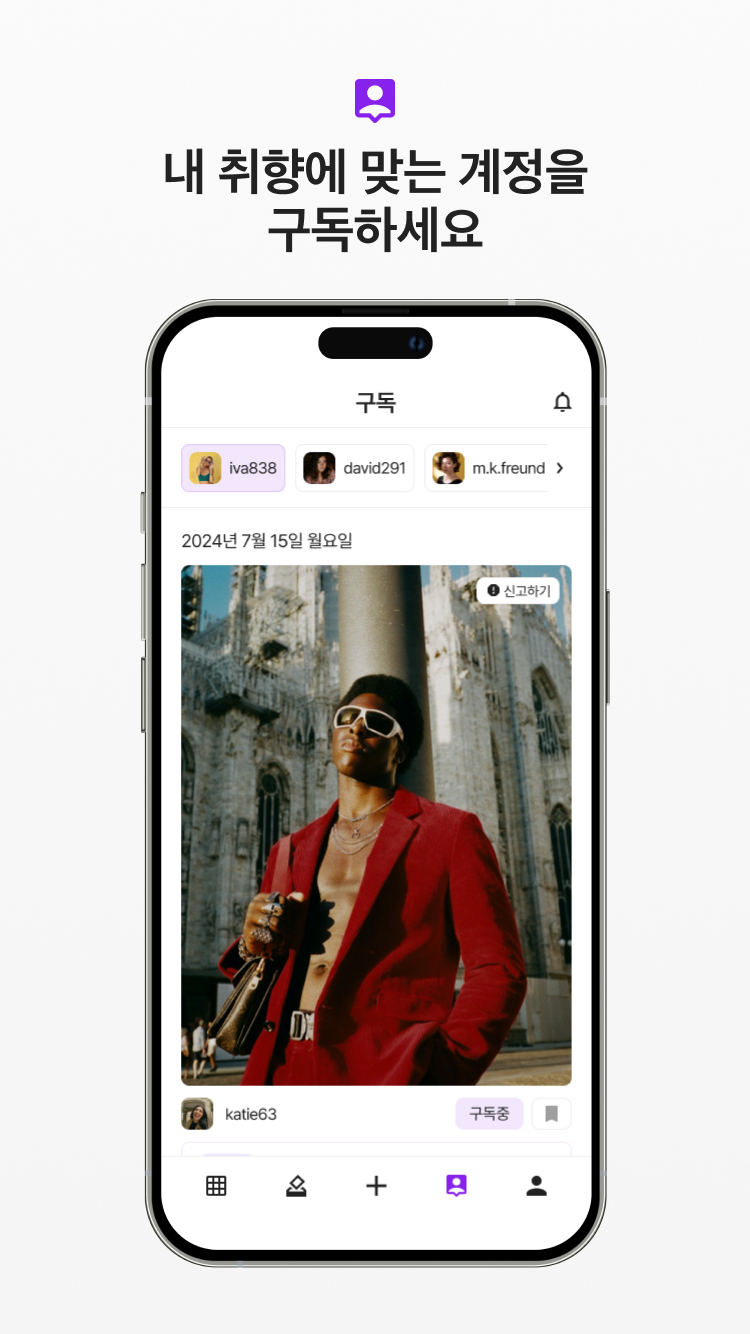 내 취향에 맞는 계정을
구독하세요
구독
iva838
david291
m.k.freund
2024년 7월 15일 월요일
신고하기
katie63
구독중